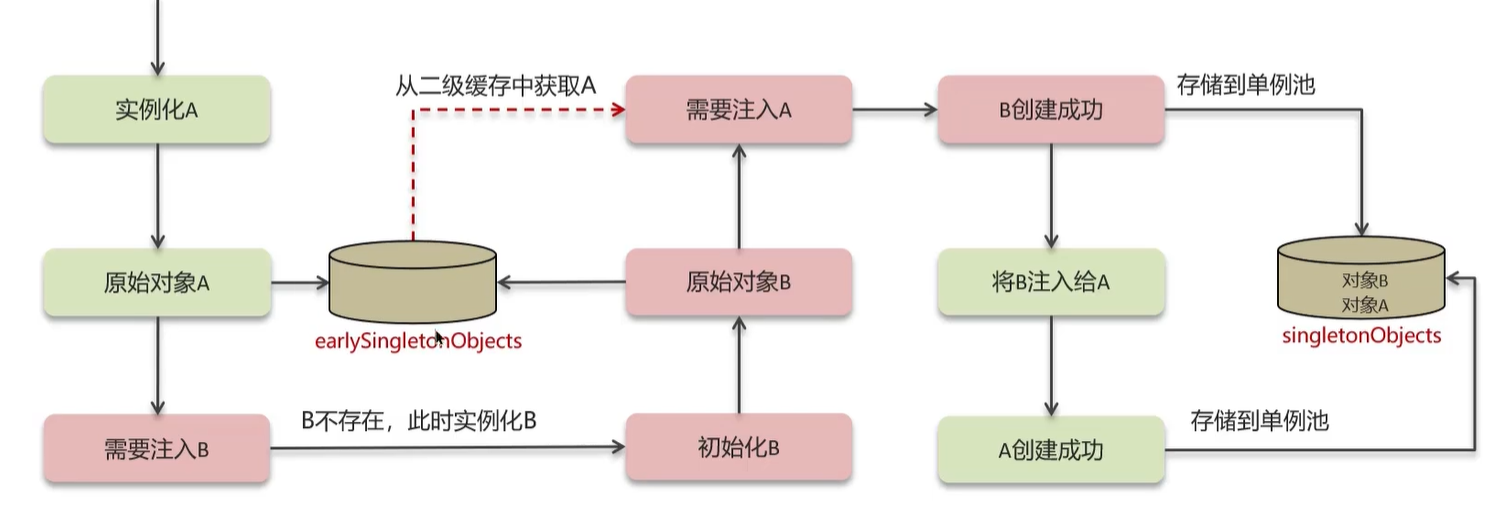 从二级缓存中获取A
存储到单例池
实例化A
需要注入A
B创建成功
原始对象A
原始对象B
将B注入给A
对象B
对象A
earlySingletonObjects
singletonObjects
B不存在，此时实例化B
存储到单例池
需要注入B
初始化B
A创建成功